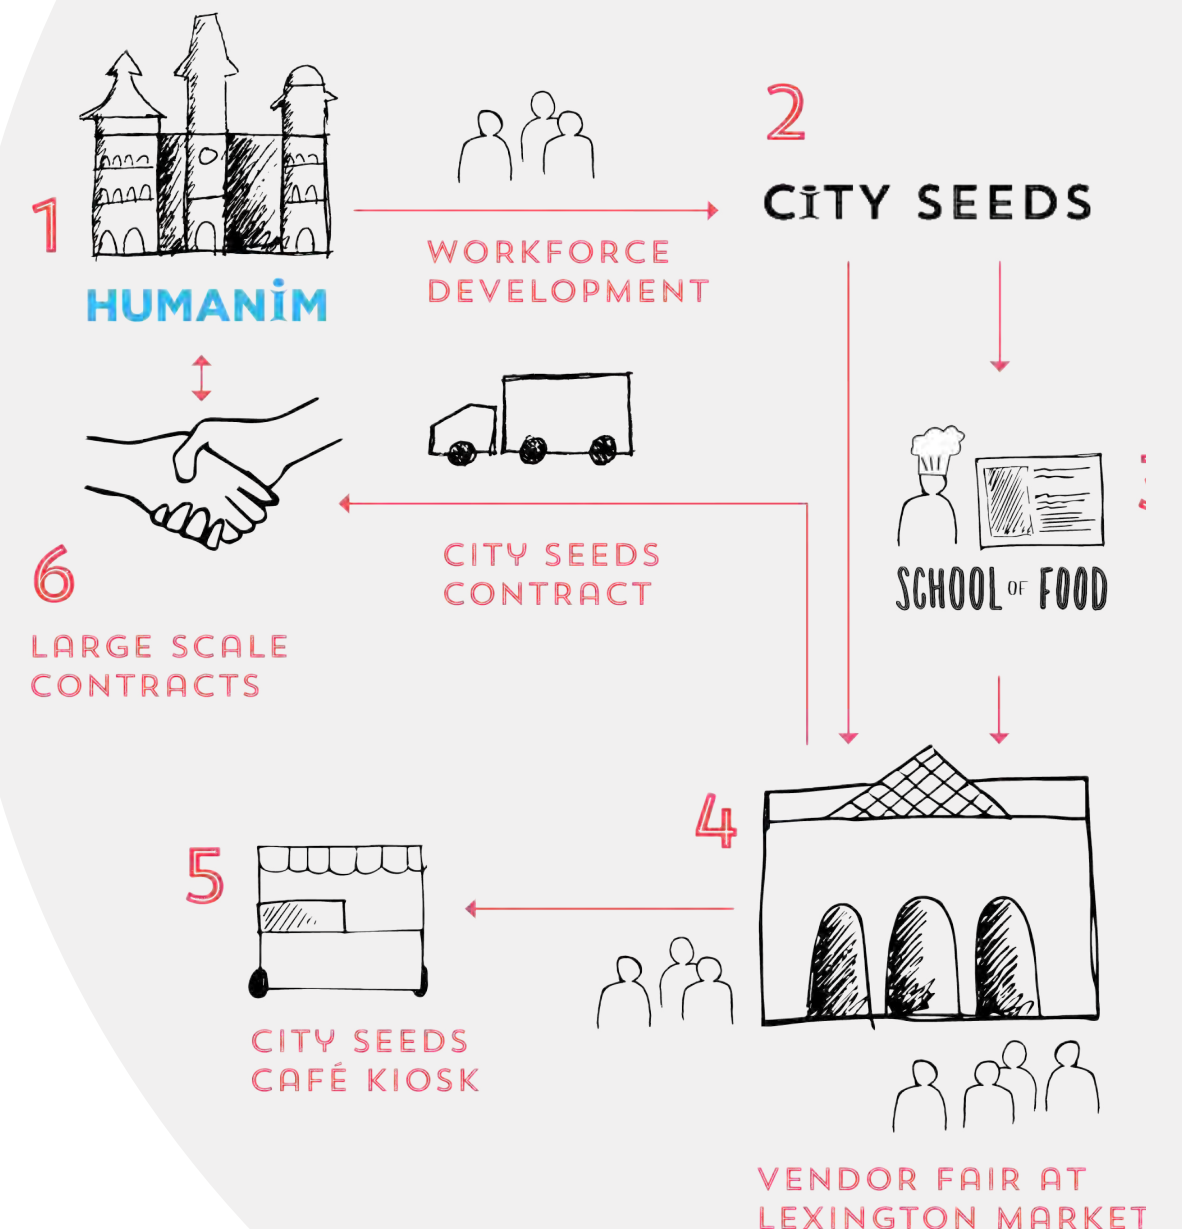 1
HUMANiM
WORKFORCE
DEVELOPMENT
2
CiTY SEEDS
SCHOOL OF FOOD
CITY SEEDS
CONTRACT
6
LARGE SCALE
CONTRACTS
4
5
CITY SEEDS
CAFÉ KIOSK
VENDOR FAIR AT
LEXINGTON MARKET